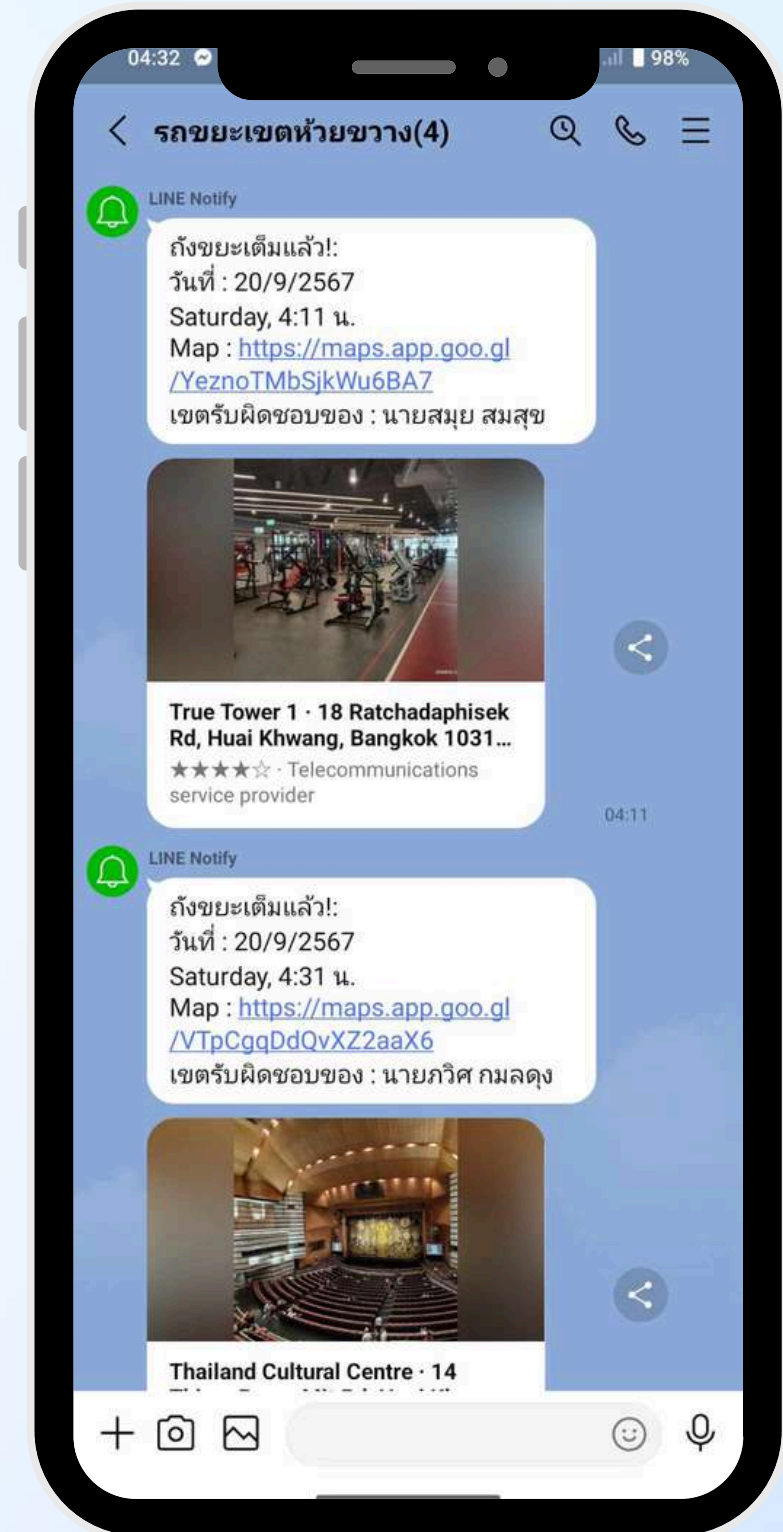 04:32
98%
รถขยะเขตห้วยขวาง(4)
LINE Notify
ถังขยะเต็มแล้ว!:
วันที่ : 20/9/2567
Saturday, 4:11 น.
Map : https://maps.app.goo.gl
/YeznoTMbSjkWu6BA7
เขตรับผิดชอบของ : นายสมุย สมสุข
True Tower 1 · 18 Ratchadaphisek
Rd, Huai Khwang, Bangkok 1031...
★★★★☆ · Telecommunications
service provider
04:11
LINE Notify
ถังขยะเต็มแล้ว!:
วันที่ : 20/9/2567
Saturday, 4:31 น.
Map : https://maps.app.goo.gl
/VTpCgqDdQvXZ2aaX6
เขตรับผิดชอบของ : นายภวิศ กมลดุง
Thailand Cultural Centre · 14